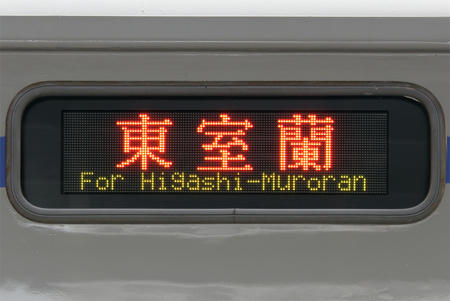 東室蘭
For Higashi-Muroran